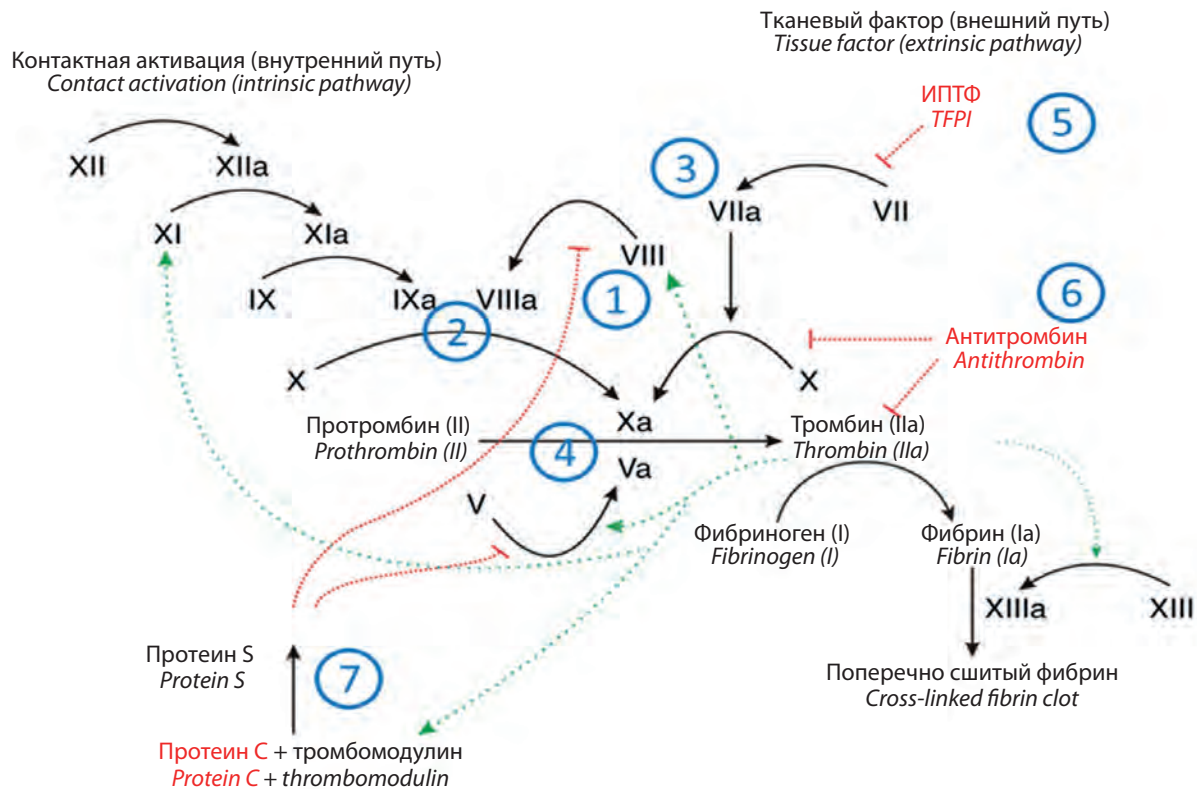 Тканевый фактор (внешний путь)
Tissue factor (extrinsic pathway)
Контактная активация (внутренний путь)
Contact activation (intrinsic pathway)
ИПТФ
TFPI
5
XII
XIIa
3
VIIa
VII
XI
XIa
VIII
IX
IXa
VIIIa
1
6
2
Антитромбин
Antithrombin
X
X
Xa
Протромбин (II)
Prothrombin (II)
4
Тромбин (IIa)
Thrombin (IIa)
Va
V
Фибриноген (I)
Fibrinogen (I)
Фибрин (Ia)
Fibrin (Ia)
XIIIa
XIII
Протеин S
Protein S
7
Поперечно сшитый фибрин
Cross-linked fibrin clot
Протеин C + тромбомодулин
Protein C + thrombomodulin